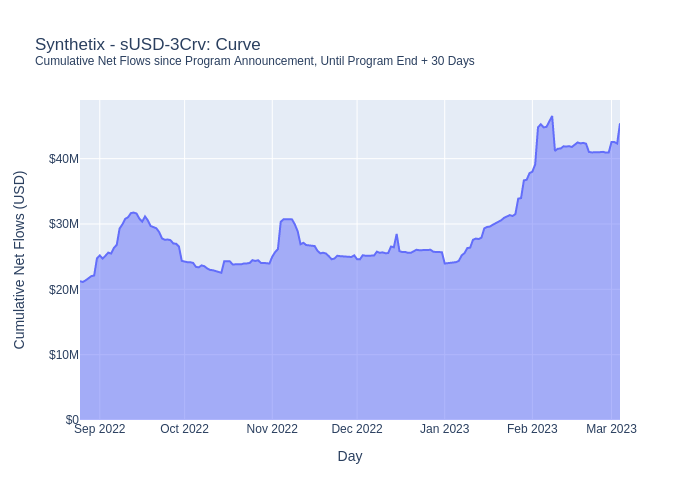 Synthetix - sUSD-3Crv: Curve
Cumulative Net Flows since Program Announcement, Until Program End + 30 Days
Cumulative Net Flows (USD)
$40M
$30M
$20M
$10M
$0
Sep 2022 Oct 2022 Nov 2022 Dec 2022 Jan 2023 Feb 2023 Mar 2023
Day